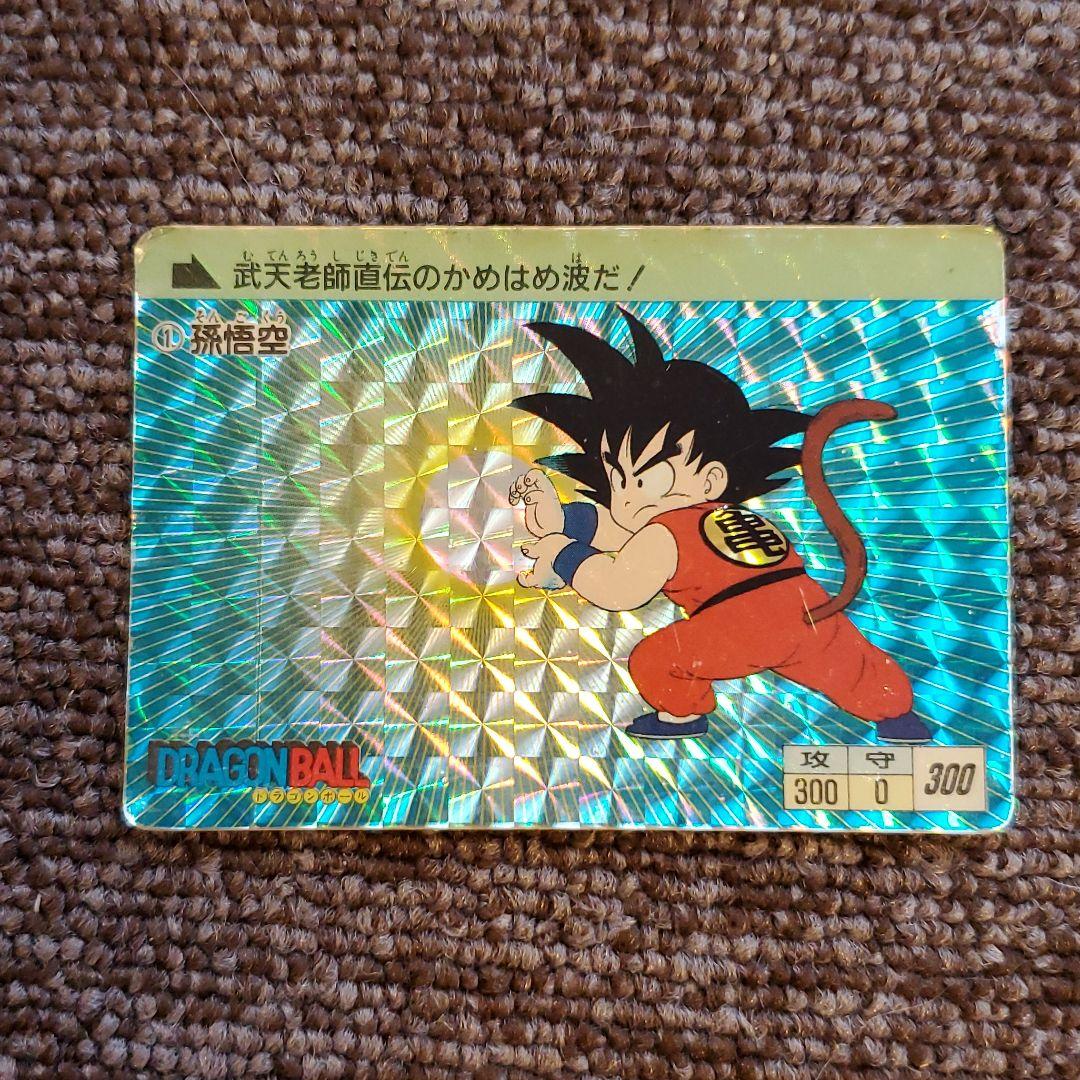 む てん ろう し じき でん は
武天老師直伝のかめはめ波だ!
そん ご くう
① 孫悟空
亀
DRAGON BALL
ドラゴンボール
攻 守
300 0 300